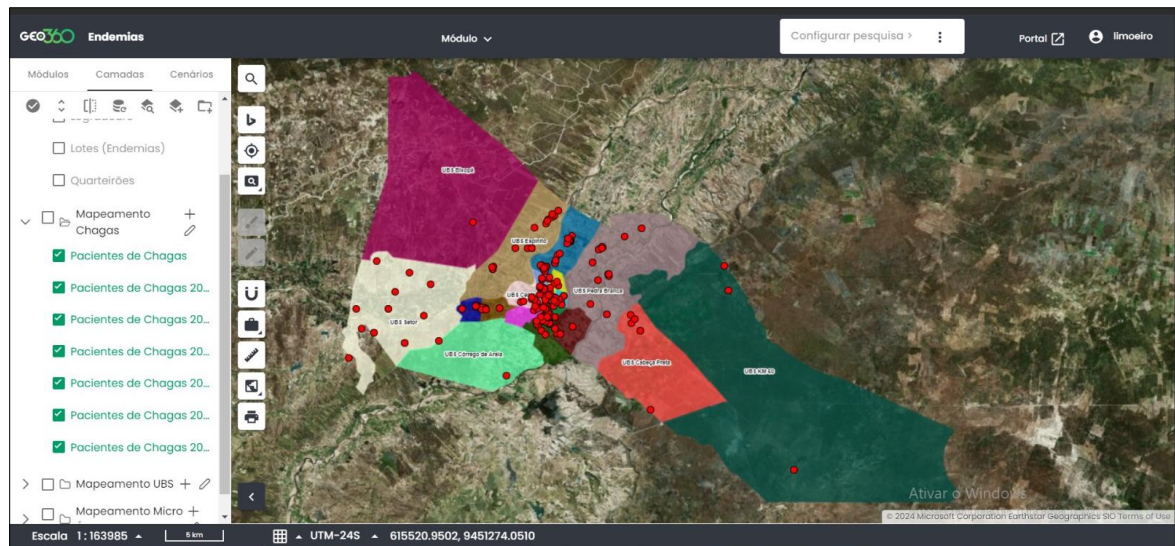 GEO360 Endemias
Módulo
Configurar pesquisa >
Portal
limoeiro
Módulos Camadas Cenários
Lotes (Endemias)
Quarteirões
Mapeamento
Chagas
Pacientes de Chagas
Pacientes de Chagas 20...
Pacientes de Chagas 20...
Pacientes de Chagas 20...
Pacientes de Chagas 20...
Pacientes de Chagas 20...
Pacientes de Chagas 20...
Mapeamento UBS
Mapeamento Micro
UBS Espinho
UBS
UBS Pedra Branca
UBS Setor
UBS Córrego de Areia
UBS Cabeça Preta
UBS KM 60
Ativar o Windows
© 2024 Microsoft Corporation Earthstar Geographics SIO Terms of Use
Escala 1:163985
5 km
UTM-24S
615520.9502, 9451274.0510